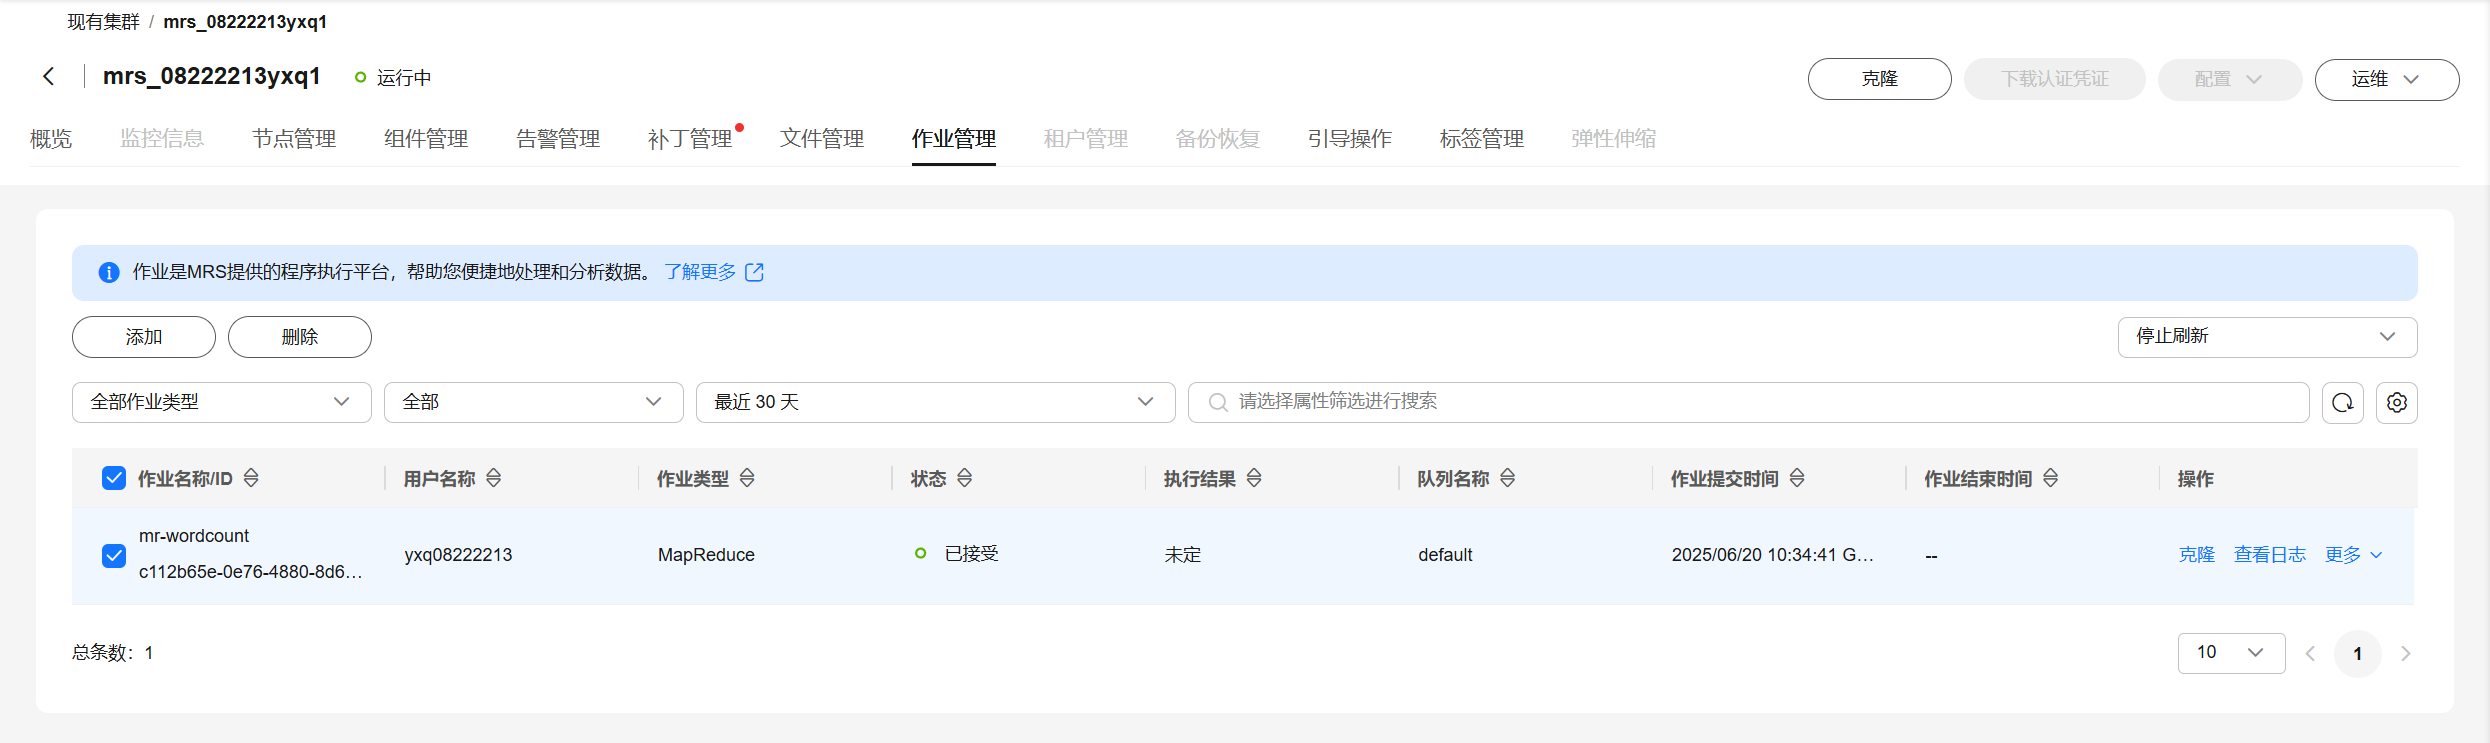 现有集群 / mrs_08222213yxq1
mrs_08222213yxq1 运行中
克隆 下载认证凭证 配置 运维
概览 监控信息 节点管理 组件管理 告警管理 补丁管理 文件管理 作业管理 租户管理 备份恢复 引导操作 标签管理 弹性伸缩
作业是MRS提供的程序执行平台，帮助您便捷地处理和分析数据。 了解更多
添加 删除 停止刷新
全部作业类型 全部 最近 30 天 请选择属性筛选进行搜索
作业名称/ID 用户名称 作业类型 状态 执行结果 队列名称 作业提交时间 作业结束时间 操作
mr-wordcount
c112b65e-0e76-4880-8d6... yxq08222213 MapReduce 已接受 未定 default 2025/06/20 10:34:41 G... -- 克隆 查看日志 更多
总条数：1 10 1